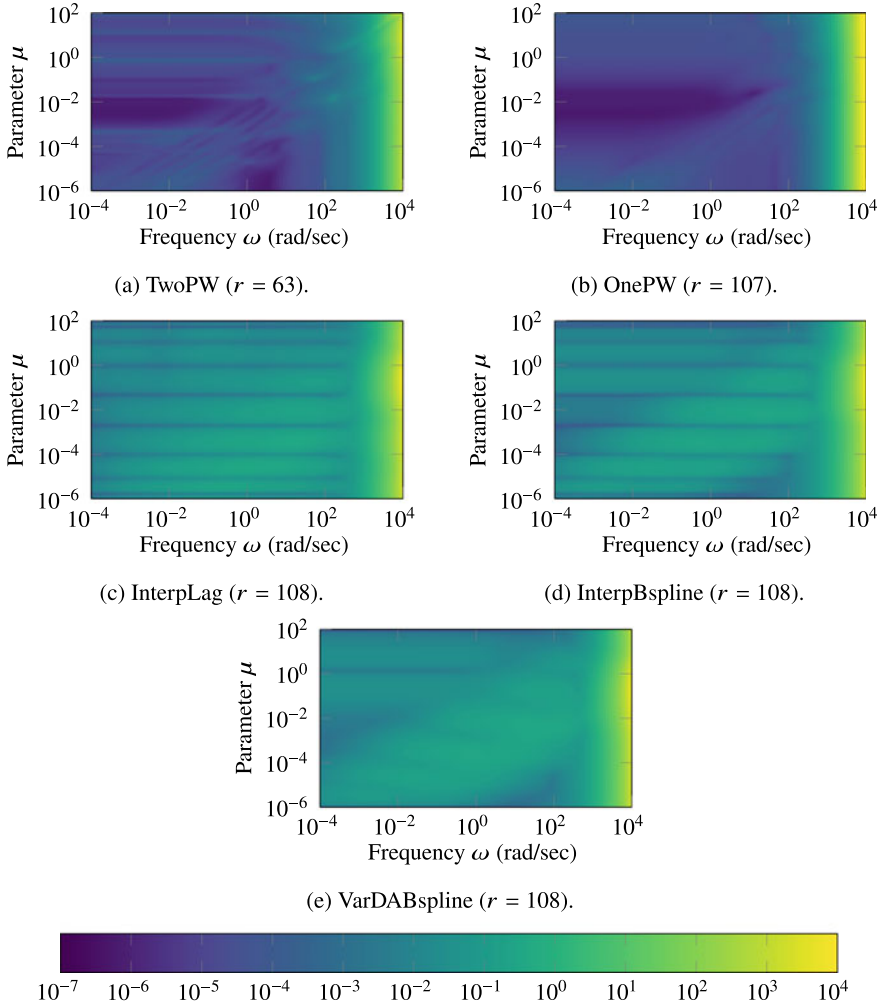 10^2 10^2
10^0 10^0
10^−2 10^−2
10^−4 10^−4
10^−6 10^−6
Parameter μ Parameter μ
10^−4 10^−2 10^0 10^2 10^4 10^−4 10^−2 10^0 10^2 10^4
Frequency ω (rad/sec) Frequency ω (rad/sec)
(a) TwoPW (r = 63). (b) OnePW (r = 107).
10^2 10^2
10^0 10^0
10^−2 10^−2
10^−4 10^−4
10^−6 10^−6
Parameter μ Parameter μ
10^−4 10^−2 10^0 10^2 10^4 10^−4 10^−2 10^0 10^2 10^4
Frequency ω (rad/sec) Frequency ω (rad/sec)
(c) InterpLag (r = 108). (d) InterpBspline (r = 108).
10^2
10^0
10^−2
10^−4
10^−6
Parameter μ
10^−4 10^−2 10^0 10^2 10^4
Frequency ω (rad/sec)
(e) VarDABspline (r = 108).
10^−7 10^−6 10^−5 10^−4 10^−3 10^−2 10^−1 10^0 10^1 10^2 10^3 10^4